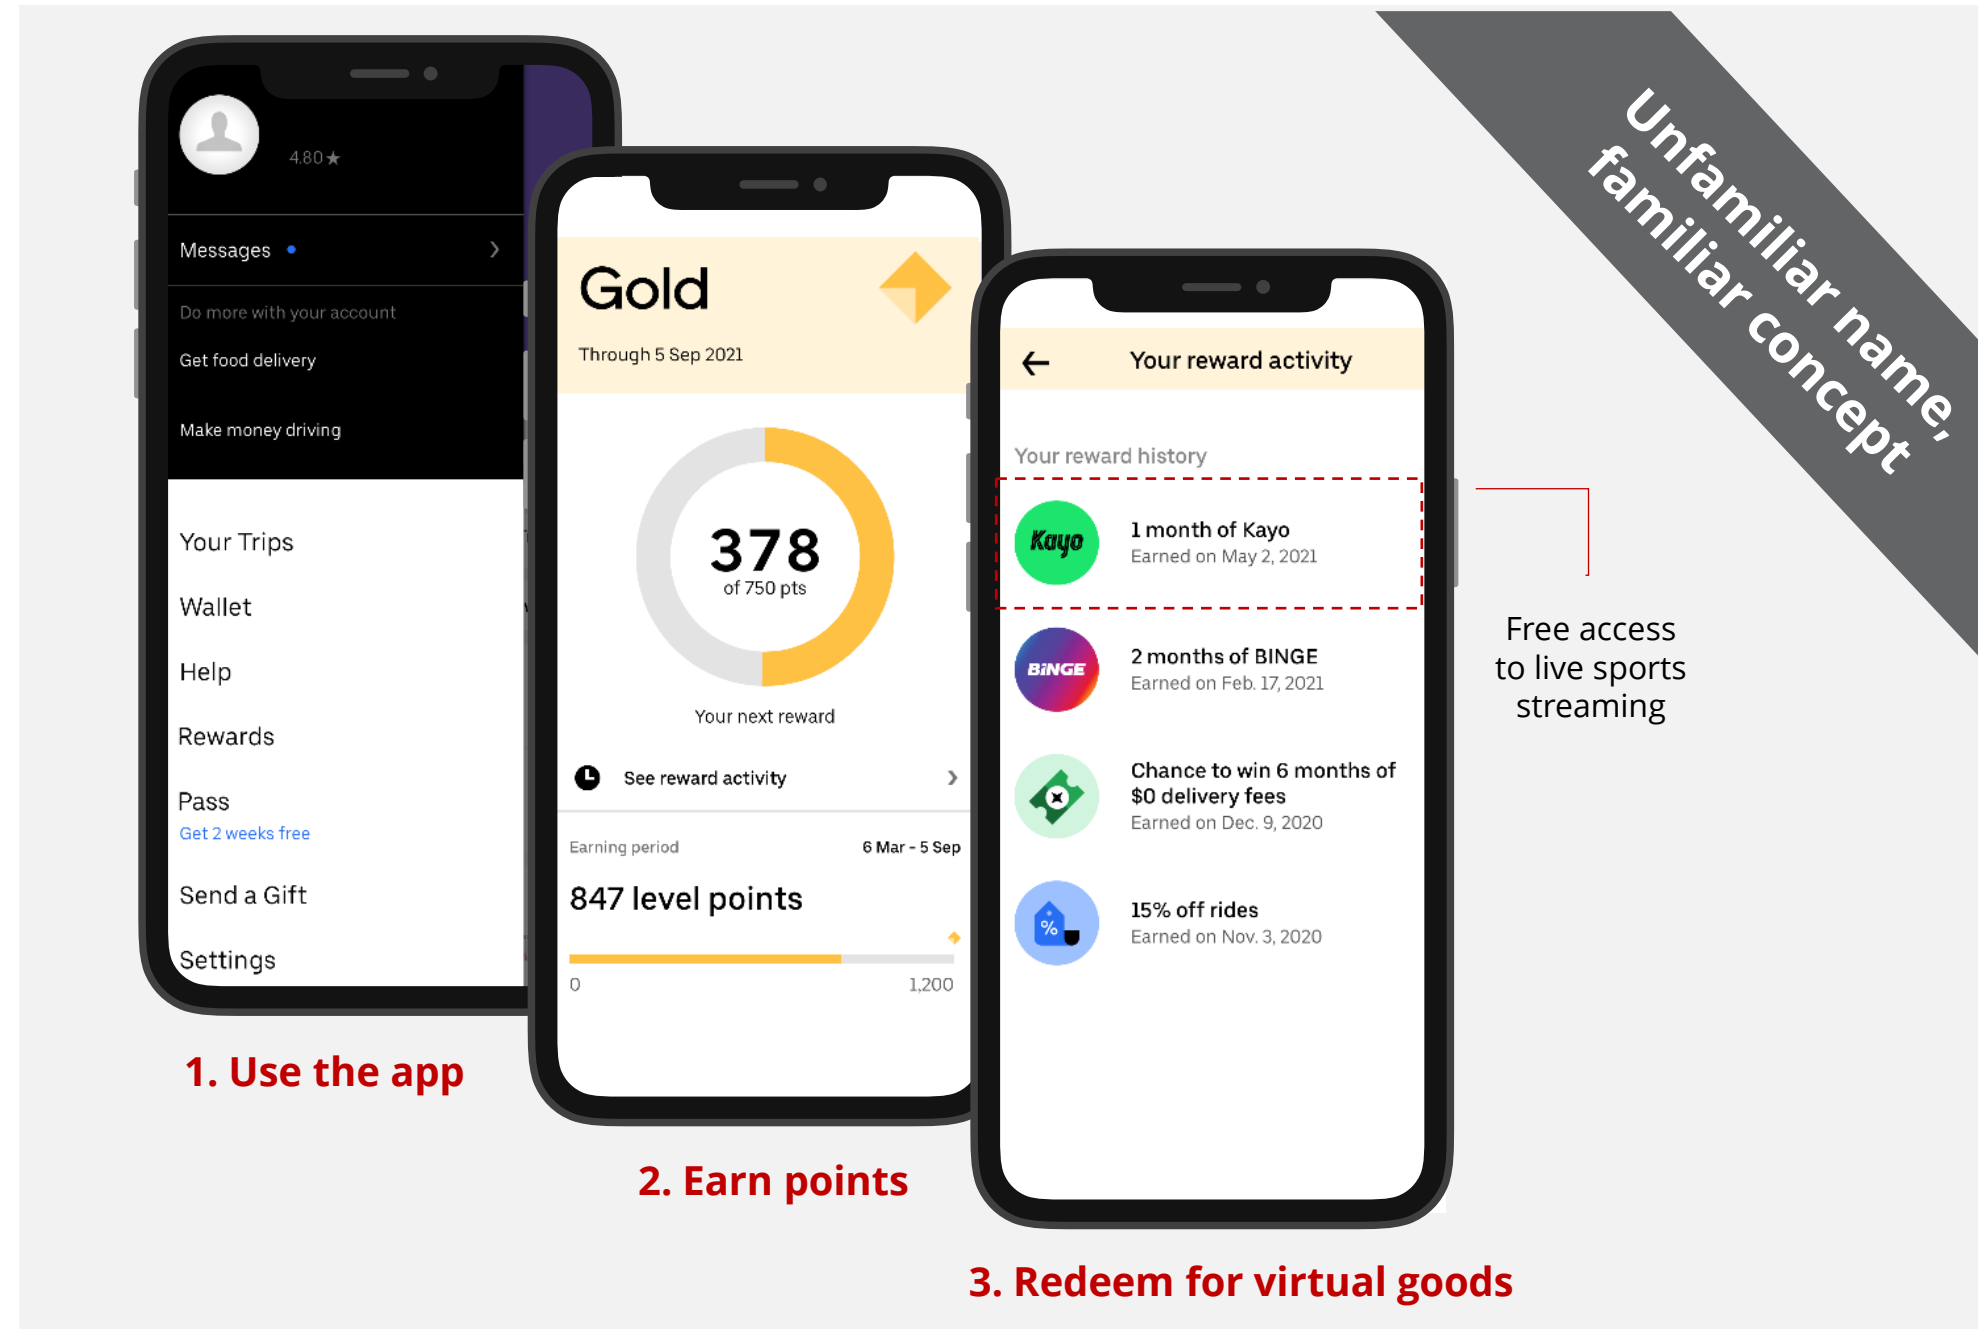 Unfamiliar name,
familiar concept
4.80★
Messages
Do more with your account
Get food delivery
Make money driving
Your Trips
Wallet
Help
Rewards
Pass
Get 2 weeks free
Send a Gift
Settings
1. Use the app
Gold
Through 5 Sep 2021
378
of 750 pts
Your next reward
See reward activity
Earning period
6 Mar - 5 Sep
847 level points
0
1,200
2. Earn points
Your reward activity
Your reward history
Kayo
1 month of Kayo
Earned on May 2, 2021
BiNGE
2 months of BINGE
Earned on Feb. 17, 2021
Chance to win 6 months of
$0 delivery fees
Earned on Dec. 9, 2020
%
15% off rides
Earned on Nov. 3, 2020
Free access
to live sports
streaming
3. Redeem for virtual goods